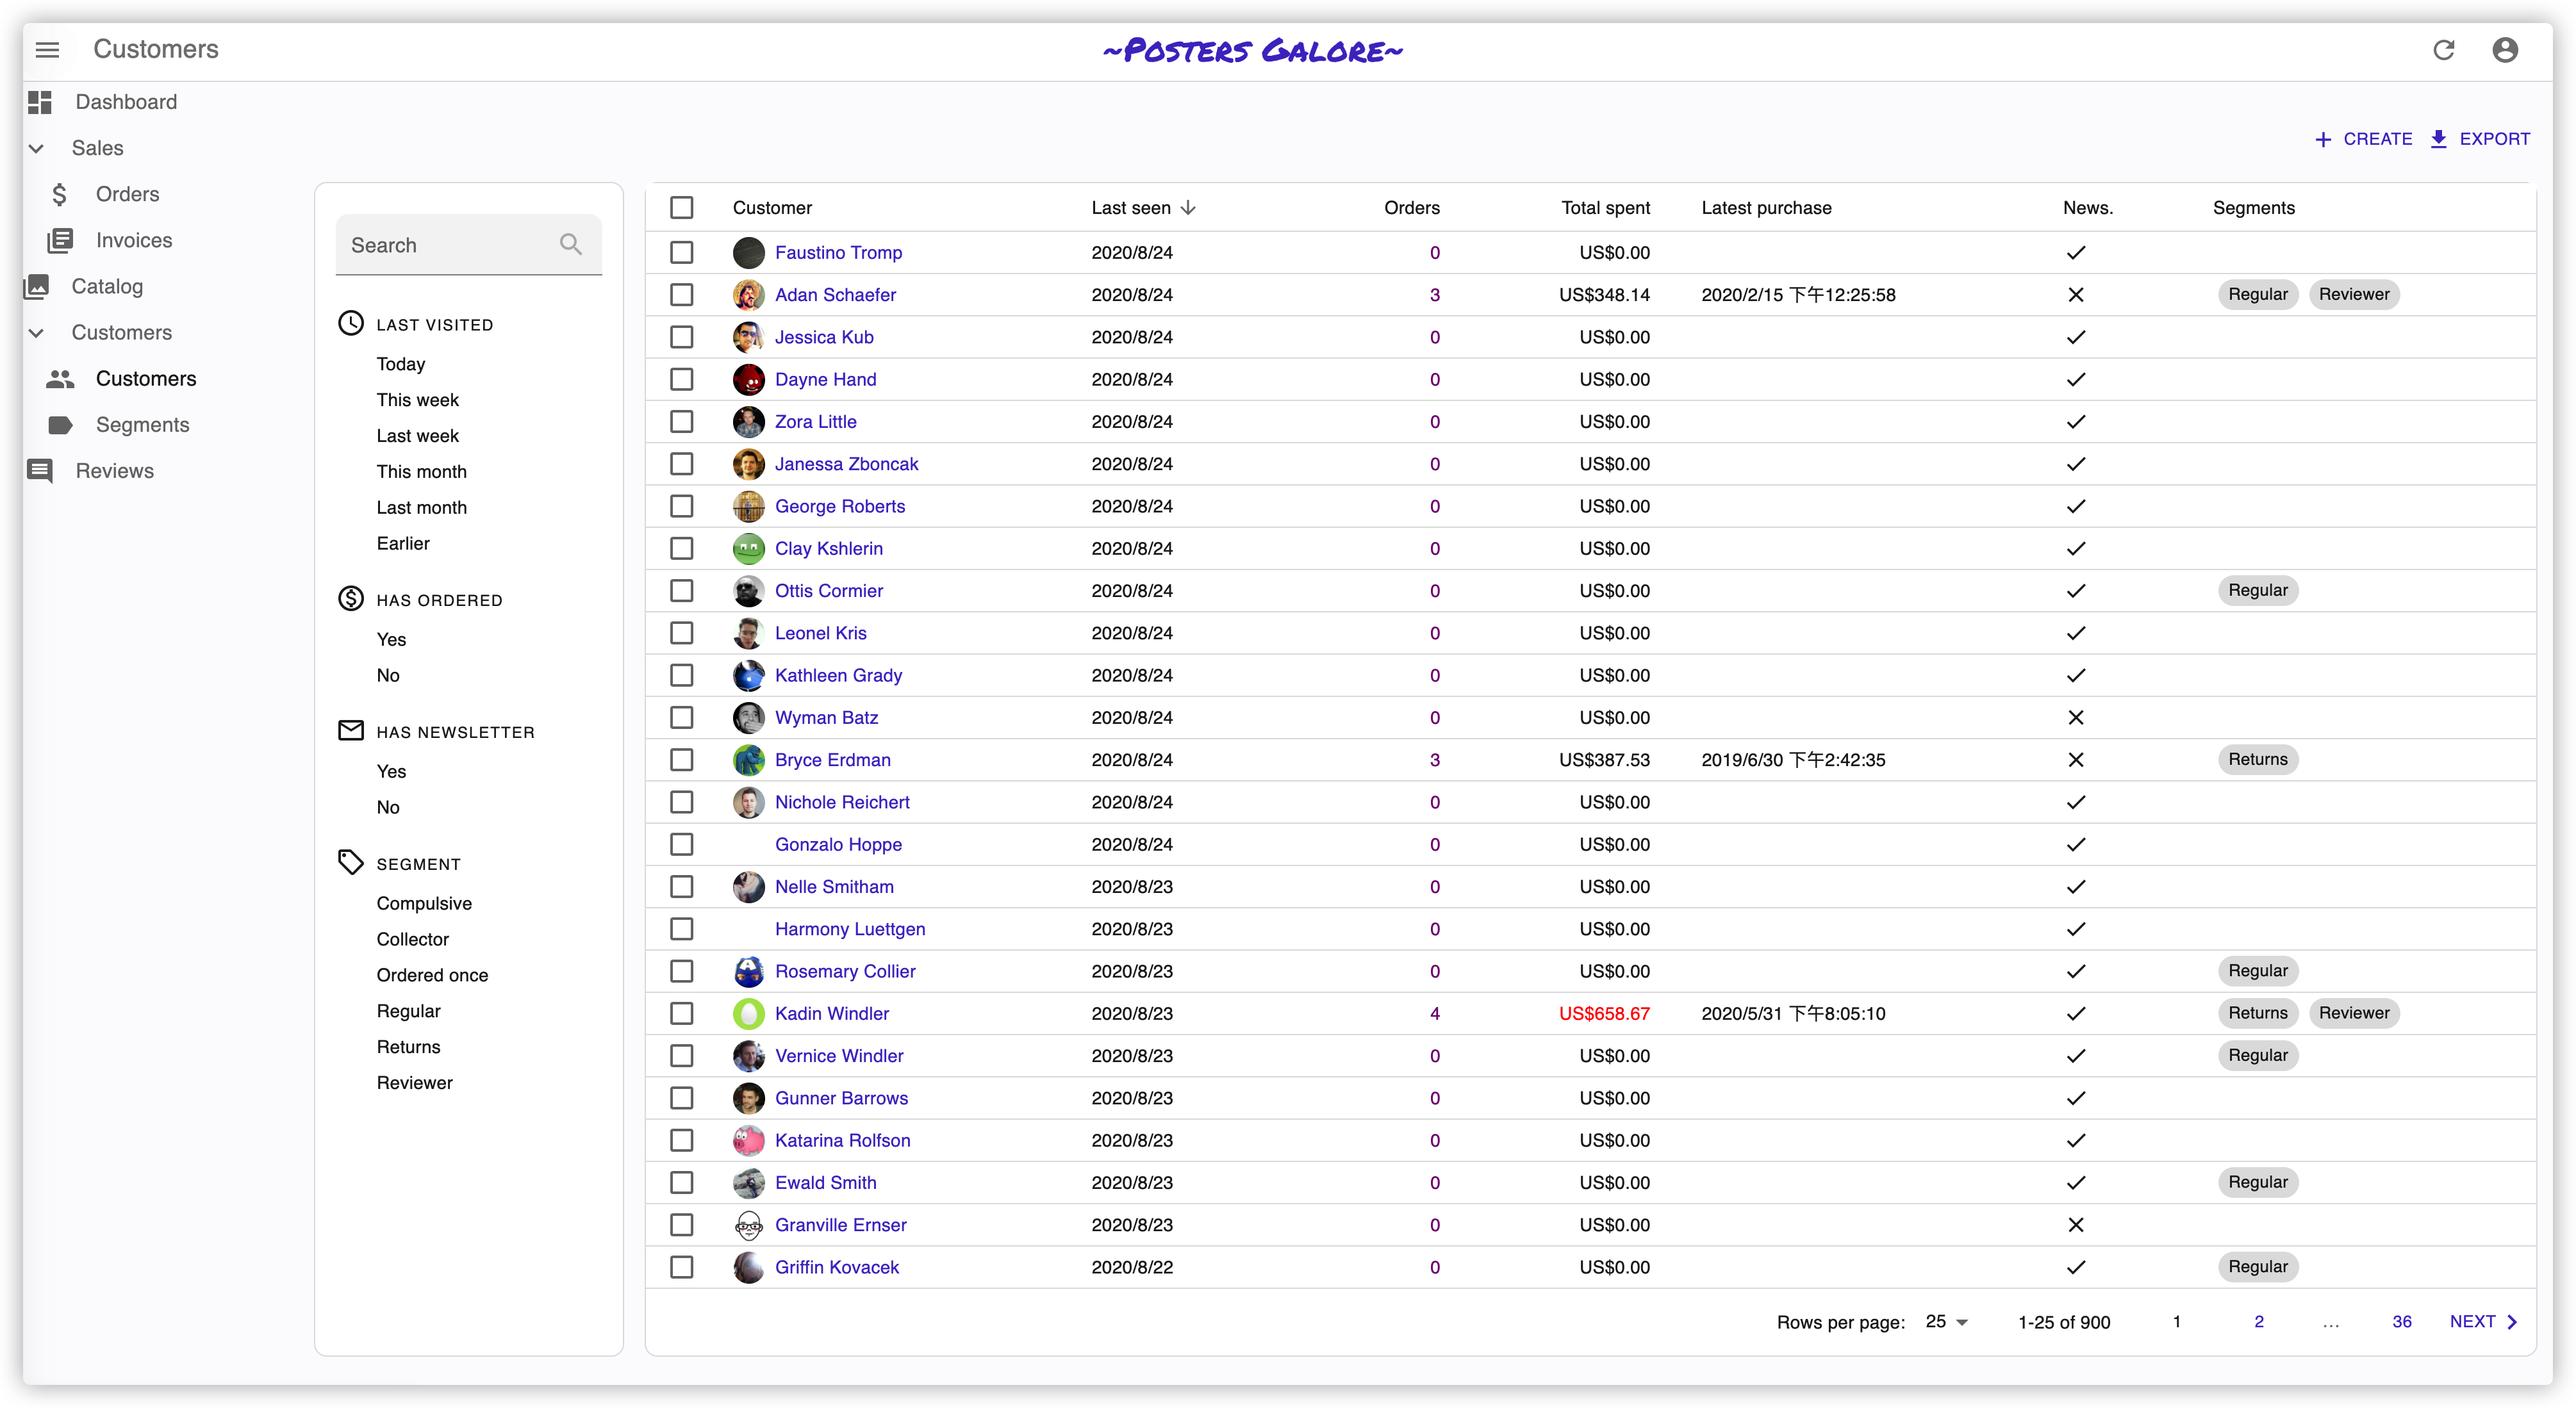 Customers
~Posters Galore~
Dashboard
Sales
Orders
Invoices
Catalog
Customers
Customers
Segments
Reviews
CREATE EXPORT
Search
LAST VISITED
Today
This week
Last week
This month
Last month
Earlier
HAS ORDERED
Yes
No
HAS NEWSLETTER
Yes
No
SEGMENT
Compulsive
Collector
Ordered once
Regular
Returns
Reviewer
Customer Last seen Orders Total spent Latest purchase News. Segments
Faustino Tromp 2020/8/24 0 US$0.00
Adan Schaefer 2020/8/24 3 US$348.14 2020/2/15 下午12:25:58 Regular Reviewer
Jessica Kub 2020/8/24 0 US$0.00
Dayne Hand 2020/8/24 0 US$0.00
Zora Little 2020/8/24 0 US$0.00
Janessa Zboncak 2020/8/24 0 US$0.00
George Roberts 2020/8/24 0 US$0.00
Clay Kshlerin 2020/8/24 0 US$0.00
Ottis Cormier 2020/8/24 0 US$0.00 Regular
Leonel Kris 2020/8/24 0 US$0.00
Kathleen Grady 2020/8/24 0 US$0.00
Wyman Batz 2020/8/24 0 US$0.00
Bryce Erdman 2020/8/24 3 US$387.53 2019/6/30 下午2:42:35 Returns
Nichole Reichert 2020/8/24 0 US$0.00
Gonzalo Hoppe 2020/8/24 0 US$0.00
Nelle Smitham 2020/8/23 0 US$0.00
Harmony Luettgen 2020/8/23 0 US$0.00
Rosemary Collier 2020/8/23 0 US$0.00 Regular
Kadin Windler 2020/8/23 4 US$658.67 2020/5/31 下午8:05:10 Returns Reviewer
Vernice Windler 2020/8/23 0 US$0.00 Regular
Gunner Barrows 2020/8/23 0 US$0.00
Katarina Rolfson 2020/8/23 0 US$0.00
Ewald Smith 2020/8/23 0 US$0.00 Regular
Granville Ernser 2020/8/23 0 US$0.00
Griffin Kovacek 2020/8/22 0 US$0.00 Regular
Rows per page: 25 1-25 of 900 1 2 ... 36 NEXT